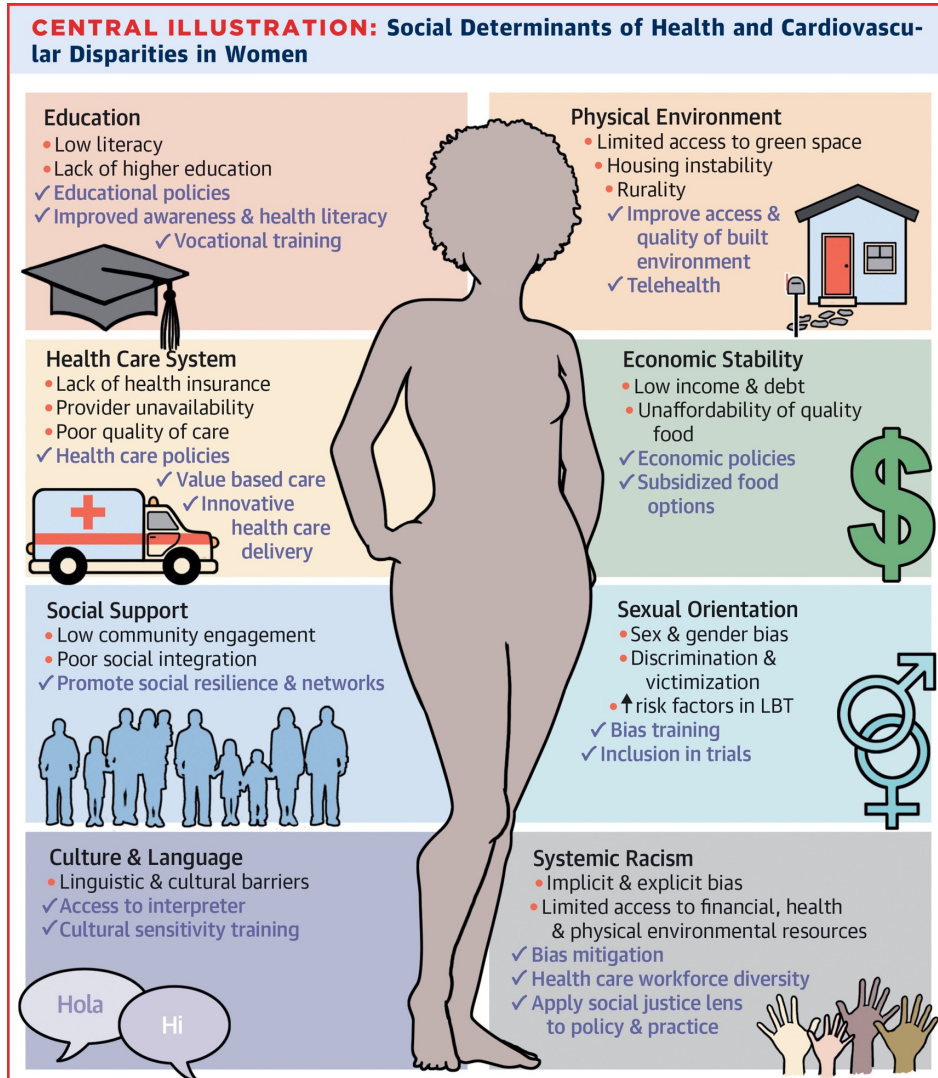 CENTRAL ILLUSTRATION: Social Determinants of Health and Cardiovascu-
lar Disparities in Women
Education
• Low literacy
• Lack of higher education
✓ Educational policies
✓ Improved awareness & health literacy
✓ Vocational training
Physical Environment
• Limited access to green space
• Housing instability
• Rurality
✓ Improve access &
quality of built
environment
✓ Telehealth
Health Care System
• Lack of health insurance
• Provider unavailability
• Poor quality of care
✓ Health care policies
✓ Value based care
✓ Innovative
health care
delivery
Economic Stability
• Low income & debt
• Unaffordability of quality
food
✓ Economic policies
✓ Subsidized food
options
Social Support
• Low community engagement
• Poor social integration
✓ Promote social resilience & networks
Sexual Orientation
• Sex & gender bias
• Discrimination &
victimization
• ↑ risk factors in LBT
✓ Bias training
✓ Inclusion in trials
Culture & Language
• Linguistic & cultural barriers
✓ Access to interpreter
✓ Cultural sensitivity training
Hola
Hi
Systemic Racism
• Implicit & explicit bias
• Limited access to financial, health
& physical environmental resources
✓ Bias mitigation
✓ Health care workforce diversity
✓ Apply social justice lens
to policy & practice